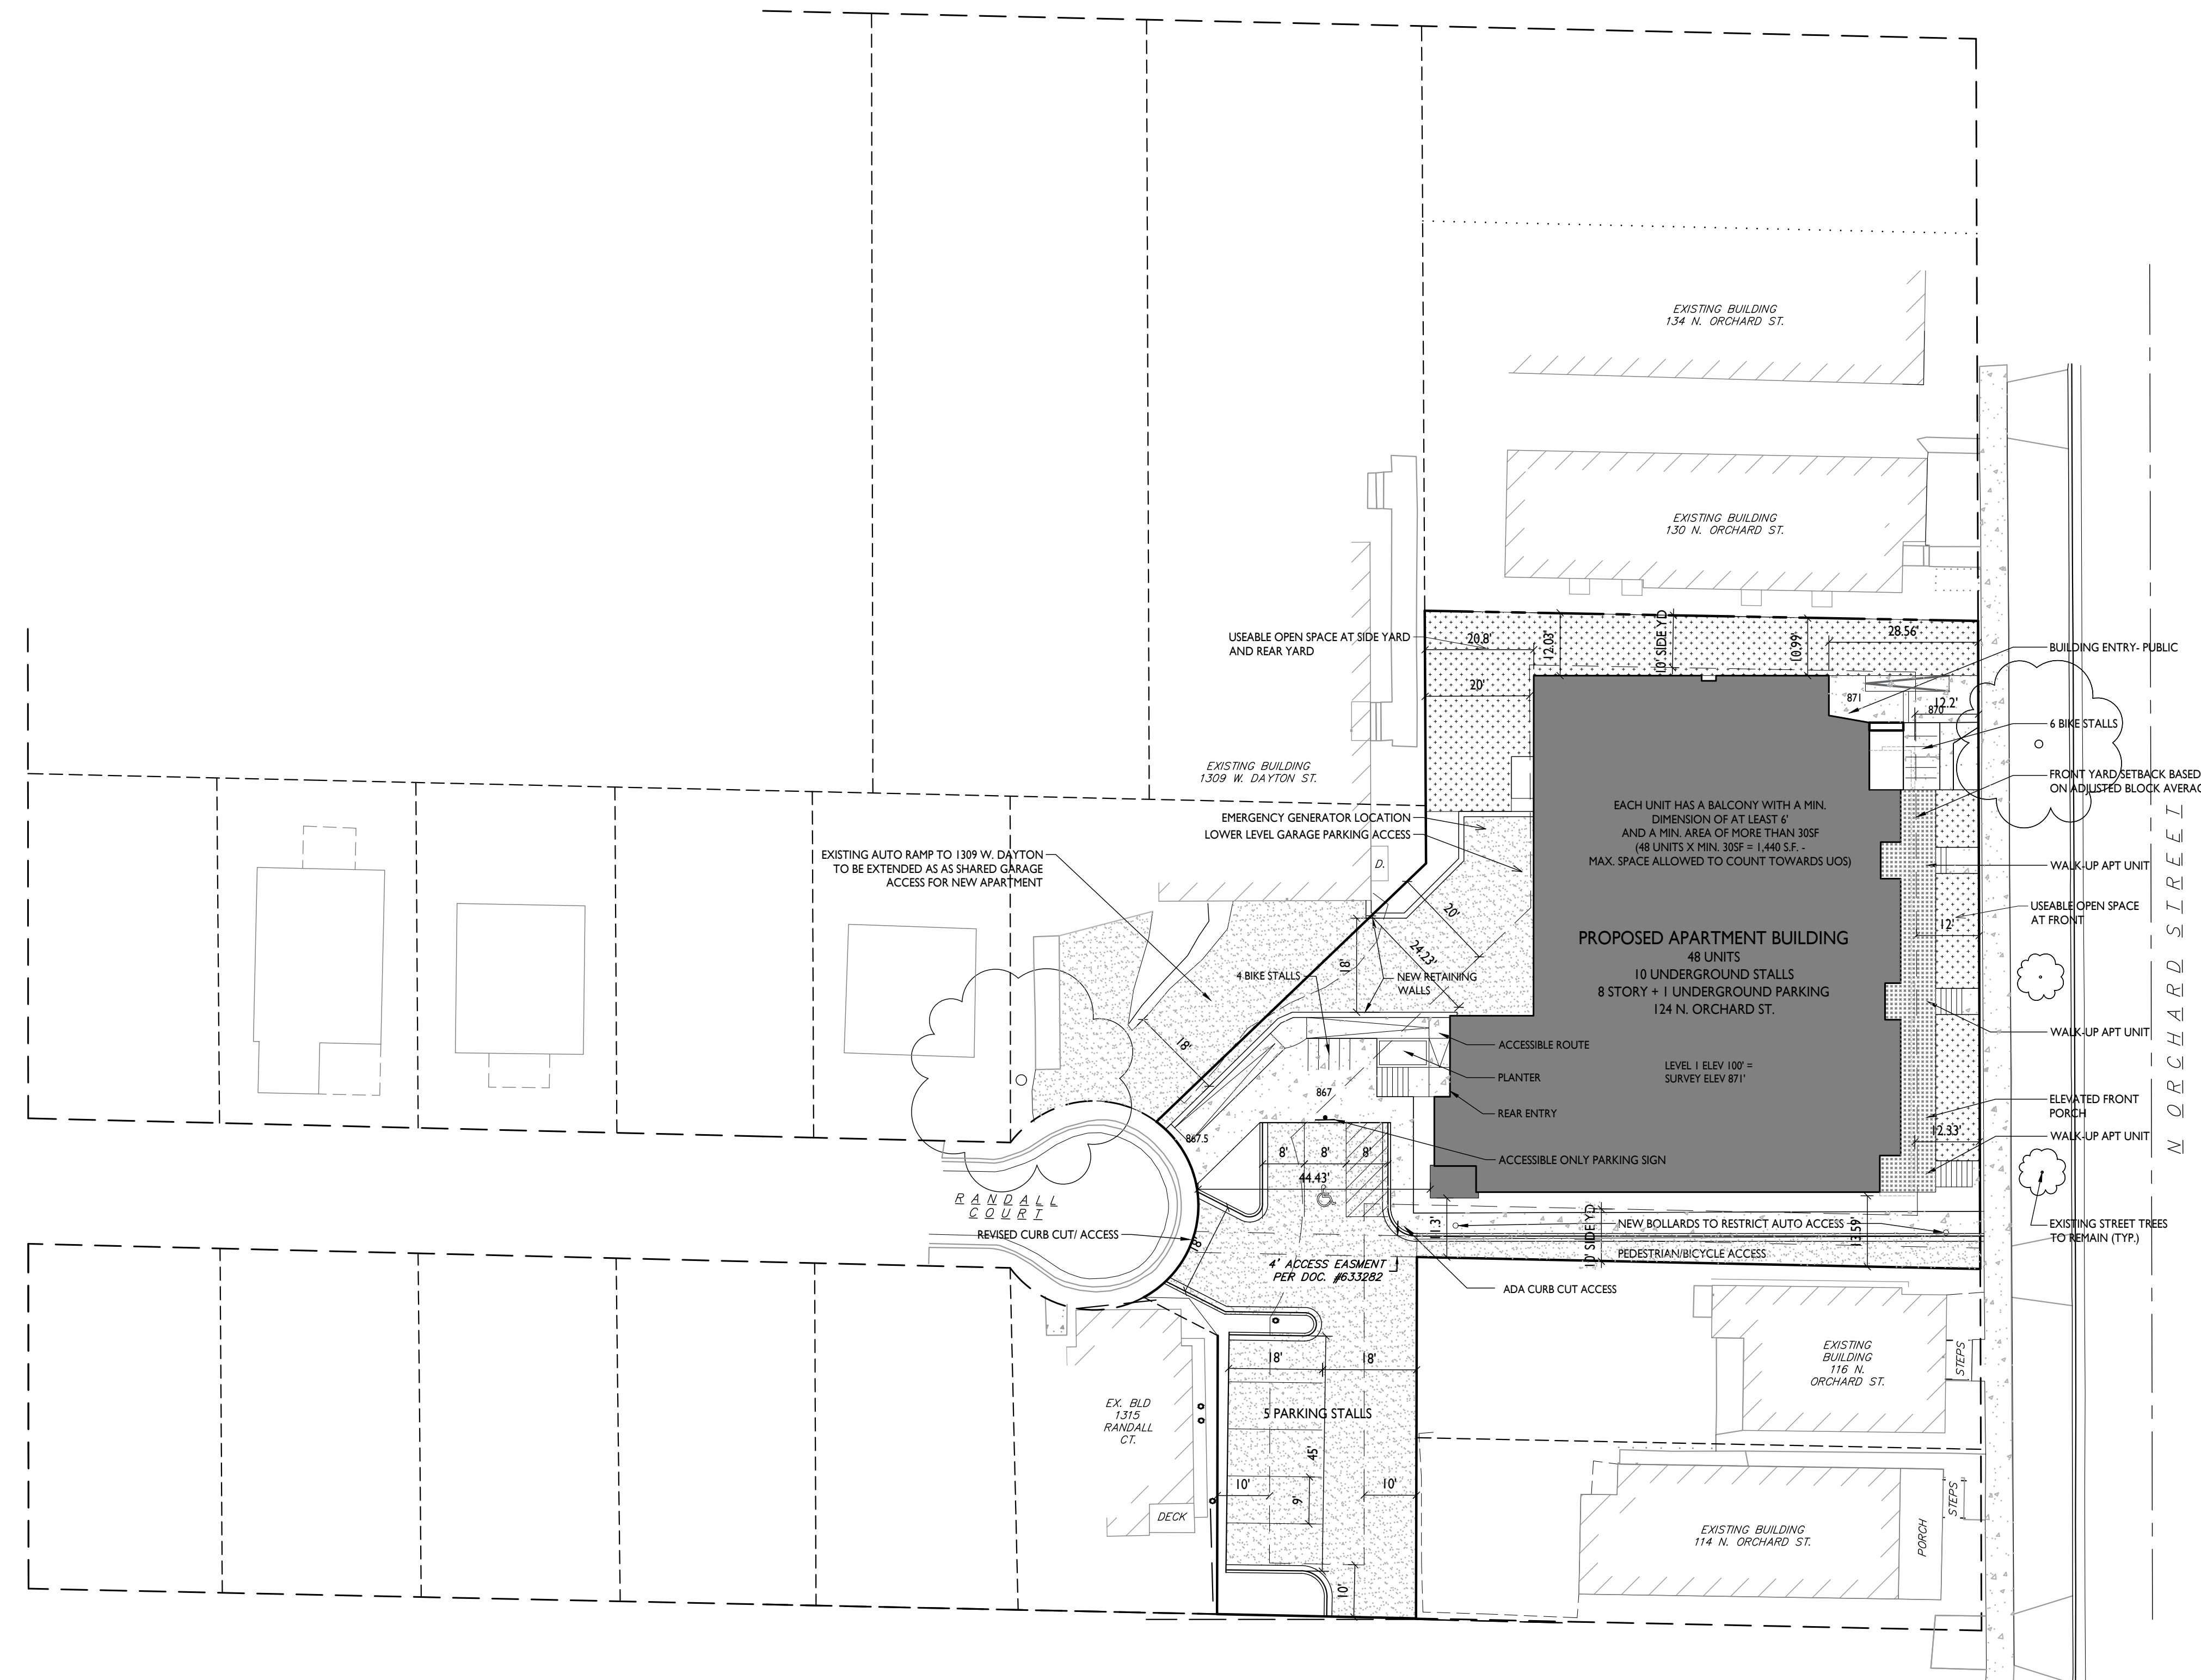 EXISTING BUILDING
134 N. ORCHARD ST.
EXISTING BUILDING
130 N. ORCHARD ST.
USEABLE OPEN SPACE AT SIDE YARD
AND REAR YARD
20.8'
12.03'
10' SIDE YD
10.99'
28.56'
BUILDING ENTRY- PUBLIC
20'
871
870
12.2'
6 BIKE STALLS
EXISTING BUILDING
1309 W. DAYTON ST.
FRONT YARD SETBACK BASED
ON ADJUSTED BLOCK AVERAG
EACH UNIT HAS A BALCONY WITH A MIN.
DIMENSION OF AT LEAST 6'
AND A MIN. AREA OF MORE THAN 30SF
(48 UNITS X MIN. 30SF = 1,440 S.F. -
MAX. SPACE ALLOWED TO COUNT TOWARDS UOS)
EMERGENCY GENERATOR LOCATION
LOWER LEVEL GARAGE PARKING ACCESS
EXISTING AUTO RAMP TO 1309 W. DAYTON
TO BE EXTENDED AS AS SHARED GARAGE
ACCESS FOR NEW APARTMENT
D.
WALK-UP APT UNIT
USEABLE OPEN SPACE
AT FRONT
12'
N ORCHARD STREET
20'
24.23'
18'
4 BIKE STALLS
NEW RETAINING
WALLS
PROPOSED APARTMENT BUILDING
48 UNITS
10 UNDERGROUND STALLS
8 STORY + 1 UNDERGROUND PARKING
124 N. ORCHARD ST.
WALK-UP APT UNIT
18'
ACCESSIBLE ROUTE
PLANTER
REAR ENTRY
LEVEL 1 ELEV 100' =
SURVEY ELEV 871'
867
867.5
ELEVATED FRONT
PORCH
12.33'
WALK-UP APT UNIT
8'
8'
8'
ACCESSIBLE ONLY PARKING SIGN
44.43'
RANDALL
COURT
REVISED CURB CUT/ ACCESS
18'
11.3'
10' SIDE YD
NEW BOLLARDS TO RESTRICT AUTO ACCESS
13.59'
PEDESTRIAN/BICYCLE ACCESS
EXISTING STREET TREES
TO REMAIN (TYP.)
4' ACCESS EASMENT
PER DOC. #633282
ADA CURB CUT ACCESS
18'
18'
EXISTING
BUILDING
116 N.
ORCHARD ST.
STEPS
EX. BLD
1315
RANDALL
CT.
5 PARKING STALLS
45'
10'
9'
10'
DECK
10'
EXISTING BUILDING
114 N. ORCHARD ST.
PORCH
STEPS